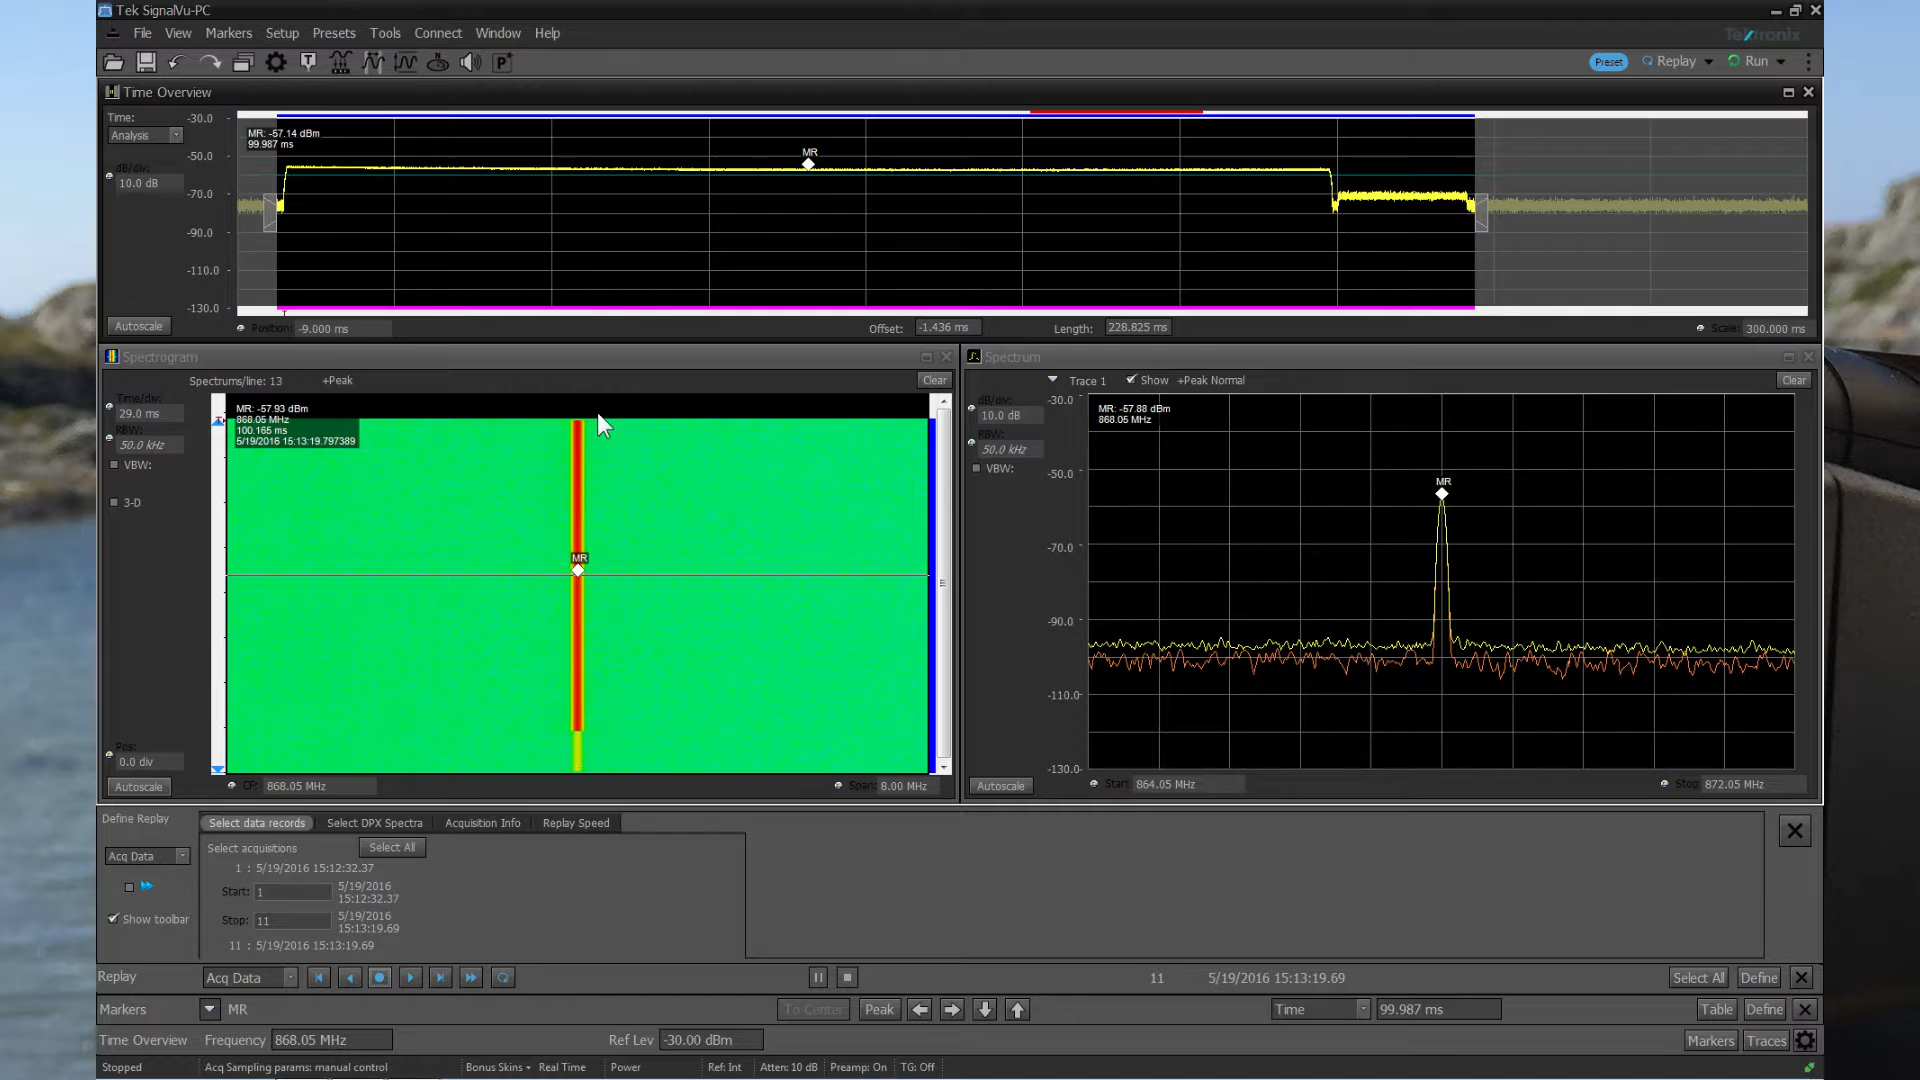 Tek SignalVu-PC
File View Markers Setup Presets Tools Connect Window Help
Tektronix
Preset Replay Run
Time Overview
Time:
Analysis
dB/div:
10.0 dB
-30.0
-50.0
-70.0
-90.0
-110.0
-130.0
MR: -57.14 dBm
99.987 ms
MR
Autoscale
Position: -9.000 ms
Offset: -1.436 ms
Length: 228.825 ms
Scale: 300.000 ms
Spectrogram
Spectrums/line: 13 +Peak
Clear
Time/div:
29.0 ms
RBW:
50.0 kHz
VBW:
3-D
Pos:
0.0 div
Autoscale
MR: -57.93 dBm
868.05 MHz
100.165 ms
5/19/2016 15:13:19.797389
MR
CF: 868.05 MHz
Span: 8.00 MHz
Spectrum
Trace 1 Show +Peak Normal
Clear
dB/div:
10.0 dB
RBW:
50.0 kHz
VBW:
-30.0
-50.0
-70.0
-90.0
-110.0
-130.0
MR: -57.88 dBm
868.05 MHz
MR
Autoscale
Start 864.05 MHz
Stop 872.05 MHz
Define Replay
Acq Data
Show toolbar
Select data records Select DPX Spectra Acquisition Info Replay Speed
Select acquisitions Select All
1 : 5/19/2016 15:12:32.37
Start: 1 5/19/2016
15:12:32.37
Stop: 11 5/19/2016
15:13:19.69
11 : 5/19/2016 15:13:19.69
Replay Acq Data 11 5/19/2016 15:13:19.69 Select All Define
Markers MR To Center Peak Time 99.987 ms Table Define
Time Overview Frequency 868.05 MHz Ref Lev -30.00 dBm Markers Traces
Stopped Acq Sampling params: manual control Bonus Skins Real Time Power Ref: Int Atten: 10 dB Preamp: On TG: Off